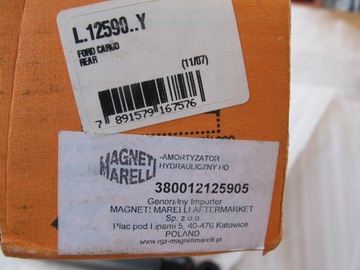 L.12590..Y
FORD CARGO
REAR
(11/07)
7 891579 167576
MAGNETI
MARELLI
-AMORTYZATOR
HYDRAULICZNY HD
380012125905
Generalny Importer
MAGNETI MARELLI AFTERMARKET
Sp. z o.o.
Plac pod Lipami 5, 40-476 Katowice
POLAND
www.rgz-magnetimarelli.pl